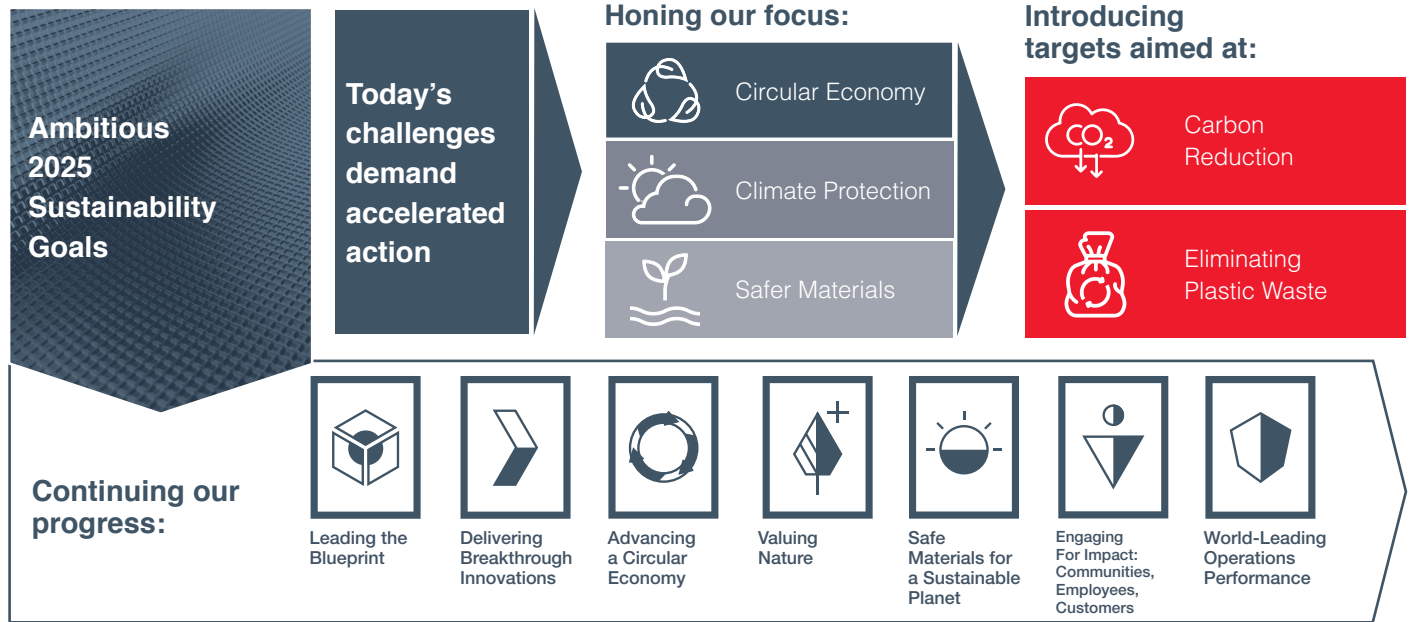 Ambitious
2025
Sustainability
Goals
Today’s
challenges
demand
accelerated
action
Honing our focus:
Circular Economy
Climate Protection
Safer Materials
Introducing
targets aimed at:
CO2
Carbon
Reduction
Eliminating
Plastic Waste
Continuing our
progress:
Leading the
Blueprint
Delivering
Breakthrough
Innovations
Advancing
a Circular
Economy
Valuing
Nature
Safe
Materials for
a Sustainable
Planet
Engaging
For Impact:
Communities,
Employees,
Customers
World-Leading
Operations
Performance